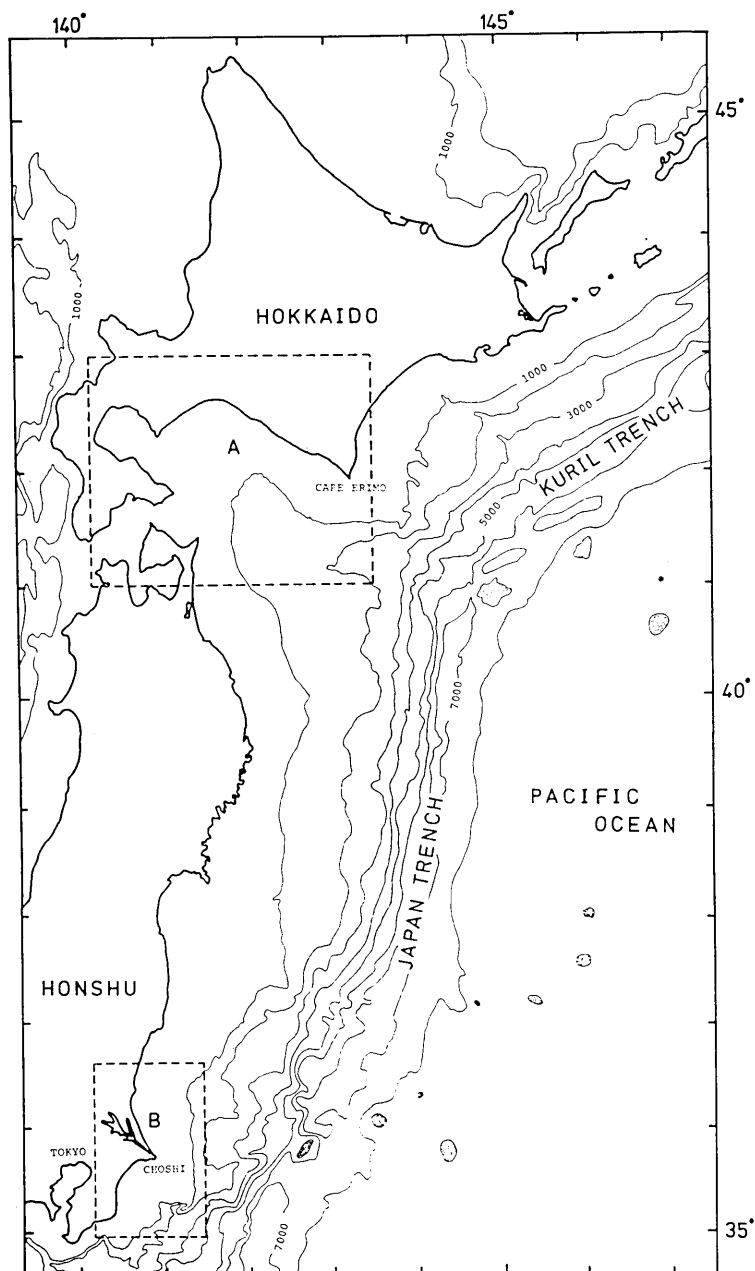 140°
145°
45°
1000
1000
HOKKAIDO
1000
3000
KURIL TRENCH
A
CAPE ERIMO
5000
7000
40°
PACIFIC
OCEAN
JAPAN TRENCH
HONSHU
B
TOKYO
CHOSHI
7000
35°